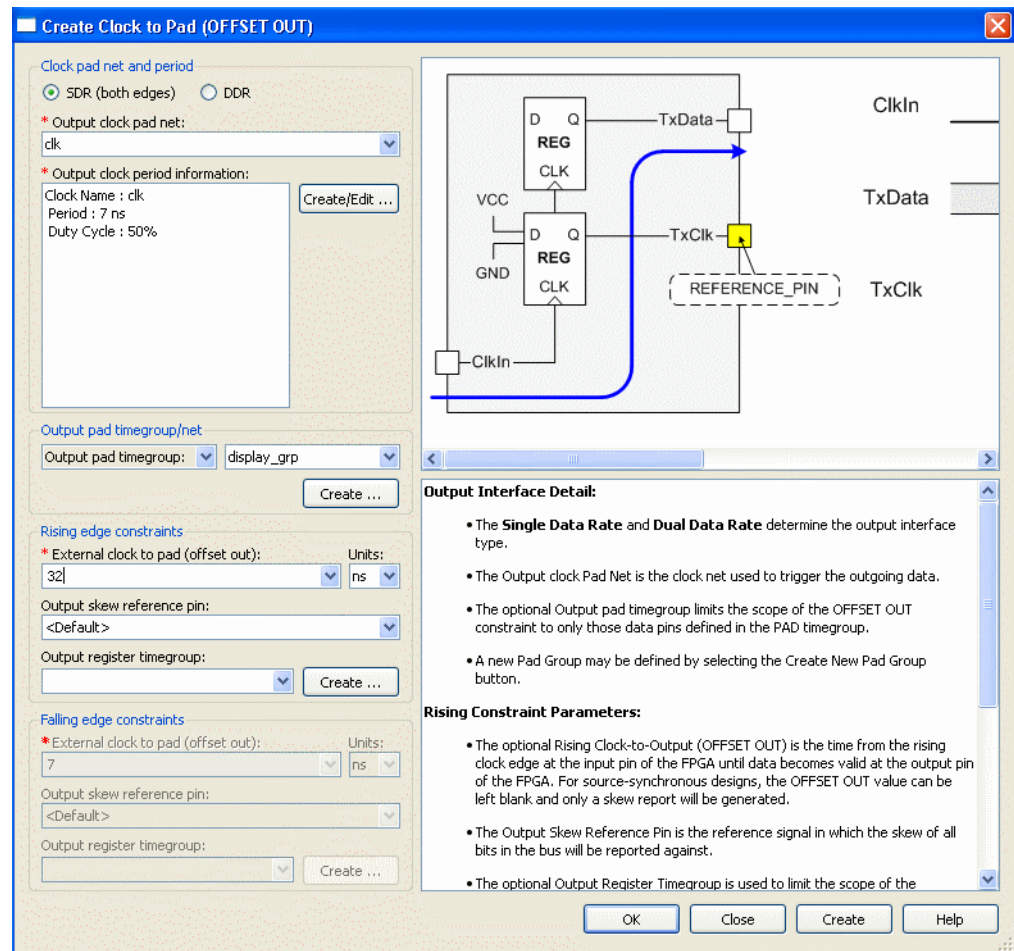 Create Clock to Pad (OFFSET OUT)
Clock pad net and period
SDR (both edges) DDR
* Output clock pad net:
clk
* Output clock period information:
Clock Name : clk
Period : 7 ns
Duty Cycle : 50%
Create/Edit ...
Output pad timegroup/net
Output pad timegroup: display_grp
Create ...
Rising edge constraints
* External clock to pad (offset out): Units:
32 ns
Output skew reference pin:
<Default>
Output register timegroup:
Create ...
Falling edge constraints
* External clock to pad (offset out): Units:
7 ns
Output skew reference pin:
<Default>
Output register timegroup:
Create ...
D Q
REG
CLK
TxData
VCC
GND
D Q
REG
CLK
TxClk
REFERENCE_PIN
ClkIn
ClkIn
TxData
TxClk
Output Interface Detail:
• The Single Data Rate and Dual Data Rate determine the output interface
type.
• The Output clock Pad Net is the clock net used to trigger the outgoing data.
• The optional Output pad timegroup limits the scope of the OFFSET OUT
constraint to only those data pins defined in the PAD timegroup.
• A new Pad Group may be defined by selecting the Create New Pad Group
button.
Rising Constraint Parameters:
• The optional Rising Clock-to-Output (OFFSET OUT) is the time from the rising
clock edge at the input pin of the FPGA until data becomes valid at the output pin
of the FPGA. For source-synchronous designs, the OFFSET OUT value can be
left blank and only a skew report will be generated.
• The Output Skew Reference Pin is the reference signal in which the skew of all
bits in the bus will be reported against.
• The optional Output Register Timegroup is used to limit the scope of the
OK Close Create Help